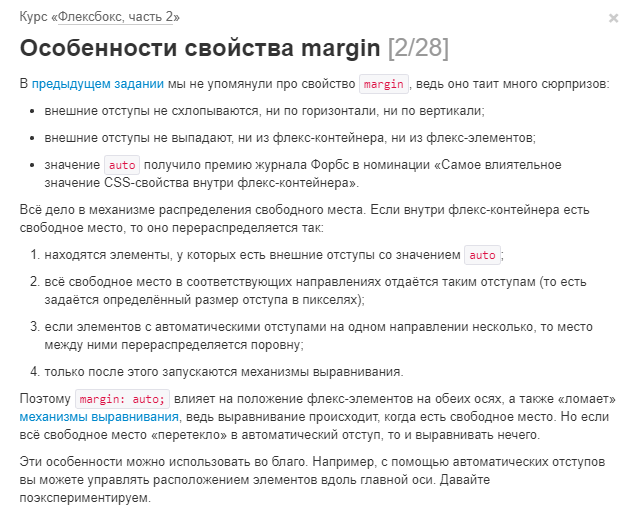 Курс «Флексбокс, часть 2»
×
Особенности свойства margin [2/28]
В предыдущем задании мы не упомянули про свойство margin, ведь оно таит много сюрпризов:
• внешние отступы не схлопываются, ни по горизонтали, ни по вертикали;
• внешние отступы не выпадают, ни из флекс-контейнера, ни из флекс-элементов;
• значение auto получило премию журнала Форбс в номинации «Самое влиятельное
значение CSS-свойства внутри флекс-контейнера».
Всё дело в механизме распределения свободного места. Если внутри флекс-контейнера есть
свободное место, то оно перераспределяется так:
1. находятся элементы, у которых есть внешние отступы со значением auto;
2. всё свободное место в соответствующих направлениях отдаётся таким отступам (то есть
задаётся определённый размер отступа в пикселях);
3. если элементов с автоматическими отступами на одном направлении несколько, то место
между ними перераспределяется поровну;
4. только после этого запускаются механизмы выравнивания.
Поэтому margin: auto; влияет на положение флекс-элементов на обеих осях, а также «ломает»
механизмы выравнивания, ведь выравнивание происходит, когда есть свободное место. Но если
всё свободное место «перетекло» в автоматический отступ, то и выравнивать нечего.
Эти особенности можно использовать во благо. Например, с помощью автоматических отступов
вы можете управлять расположением элементов вдоль главной оси. Давайте
поэкспериментируем.